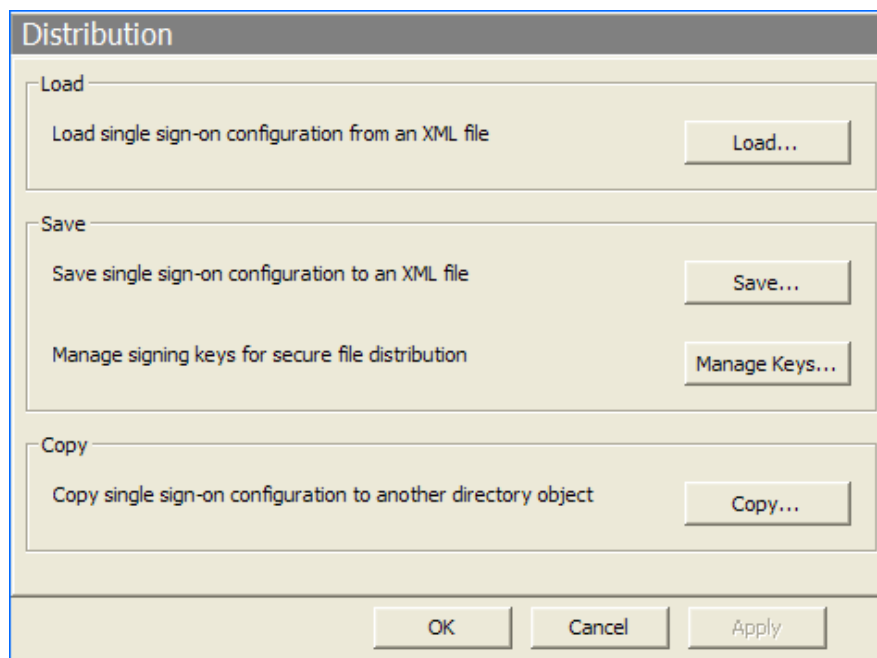 Distribution
Load
Load single sign-on configuration from an XML file
Load...
Save
Save single sign-on configuration to an XML file
Save...
Manage signing keys for secure file distribution
Manage Keys...
Copy
Copy single sign-on configuration to another directory object
Copy...
OK
Cancel
Apply